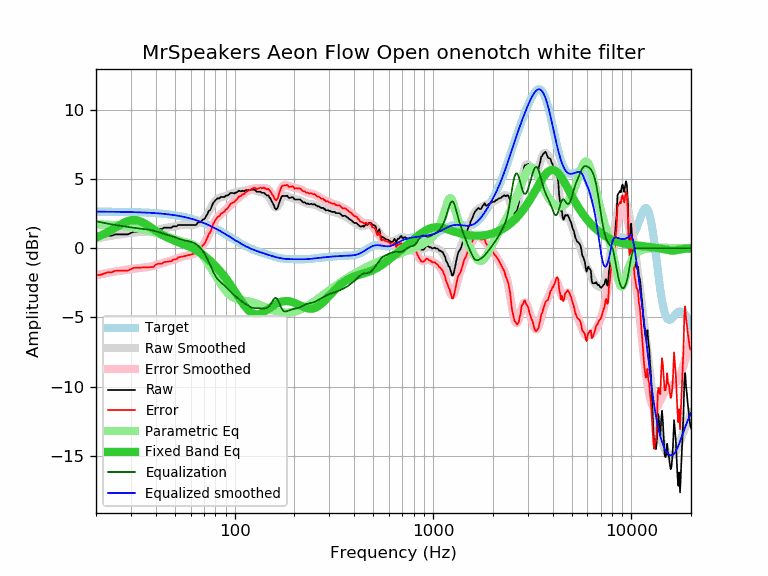 MrSpeakers Aeon Flow Open onenotch white filter
10
5
0
−5
−10
−15
Amplitude (dBr)
Target
Raw Smoothed
Error Smoothed
Raw
Error
Parametric Eq
Fixed Band Eq
Equalization
Equalized smoothed
100
1000
10000
Frequency (Hz)